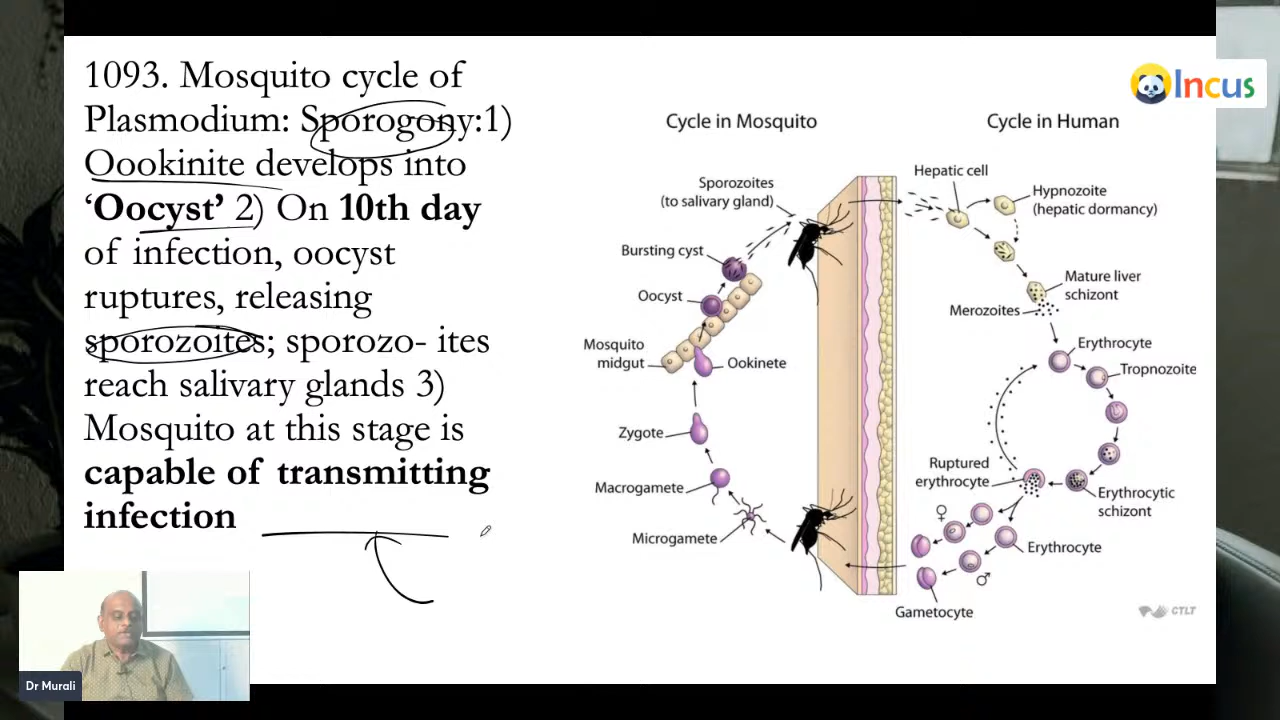 1093. Mosquito cycle of
Plasmodium: Sporogony:1)
Oookinite develops into
‘Oocyst’ 2) On 10th day
of infection, oocyst
ruptures, releasing
sporozoites; sporozo- ites
reach salivary glands 3)
Mosquito at this stage is
capable of transmitting
infection
Incus
Cycle in Mosquito
Cycle in Human
Sporozoites
(to salivary gland)
Bursting cyst
Oocyst
Mosquito
midgut
Ookinete
Zygote
Macrogamete
Microgamete
Hepatic cell
Hypnozoite
(hepatic dormancy)
Mature liver
schizont
Merozoites
Erythrocyte
Tropnozoite
Ruptured
erythrocyte
Erythrocytic
schizont
♀
Erythrocyte
♂
Gametocyte
CTLT
Dr Murali